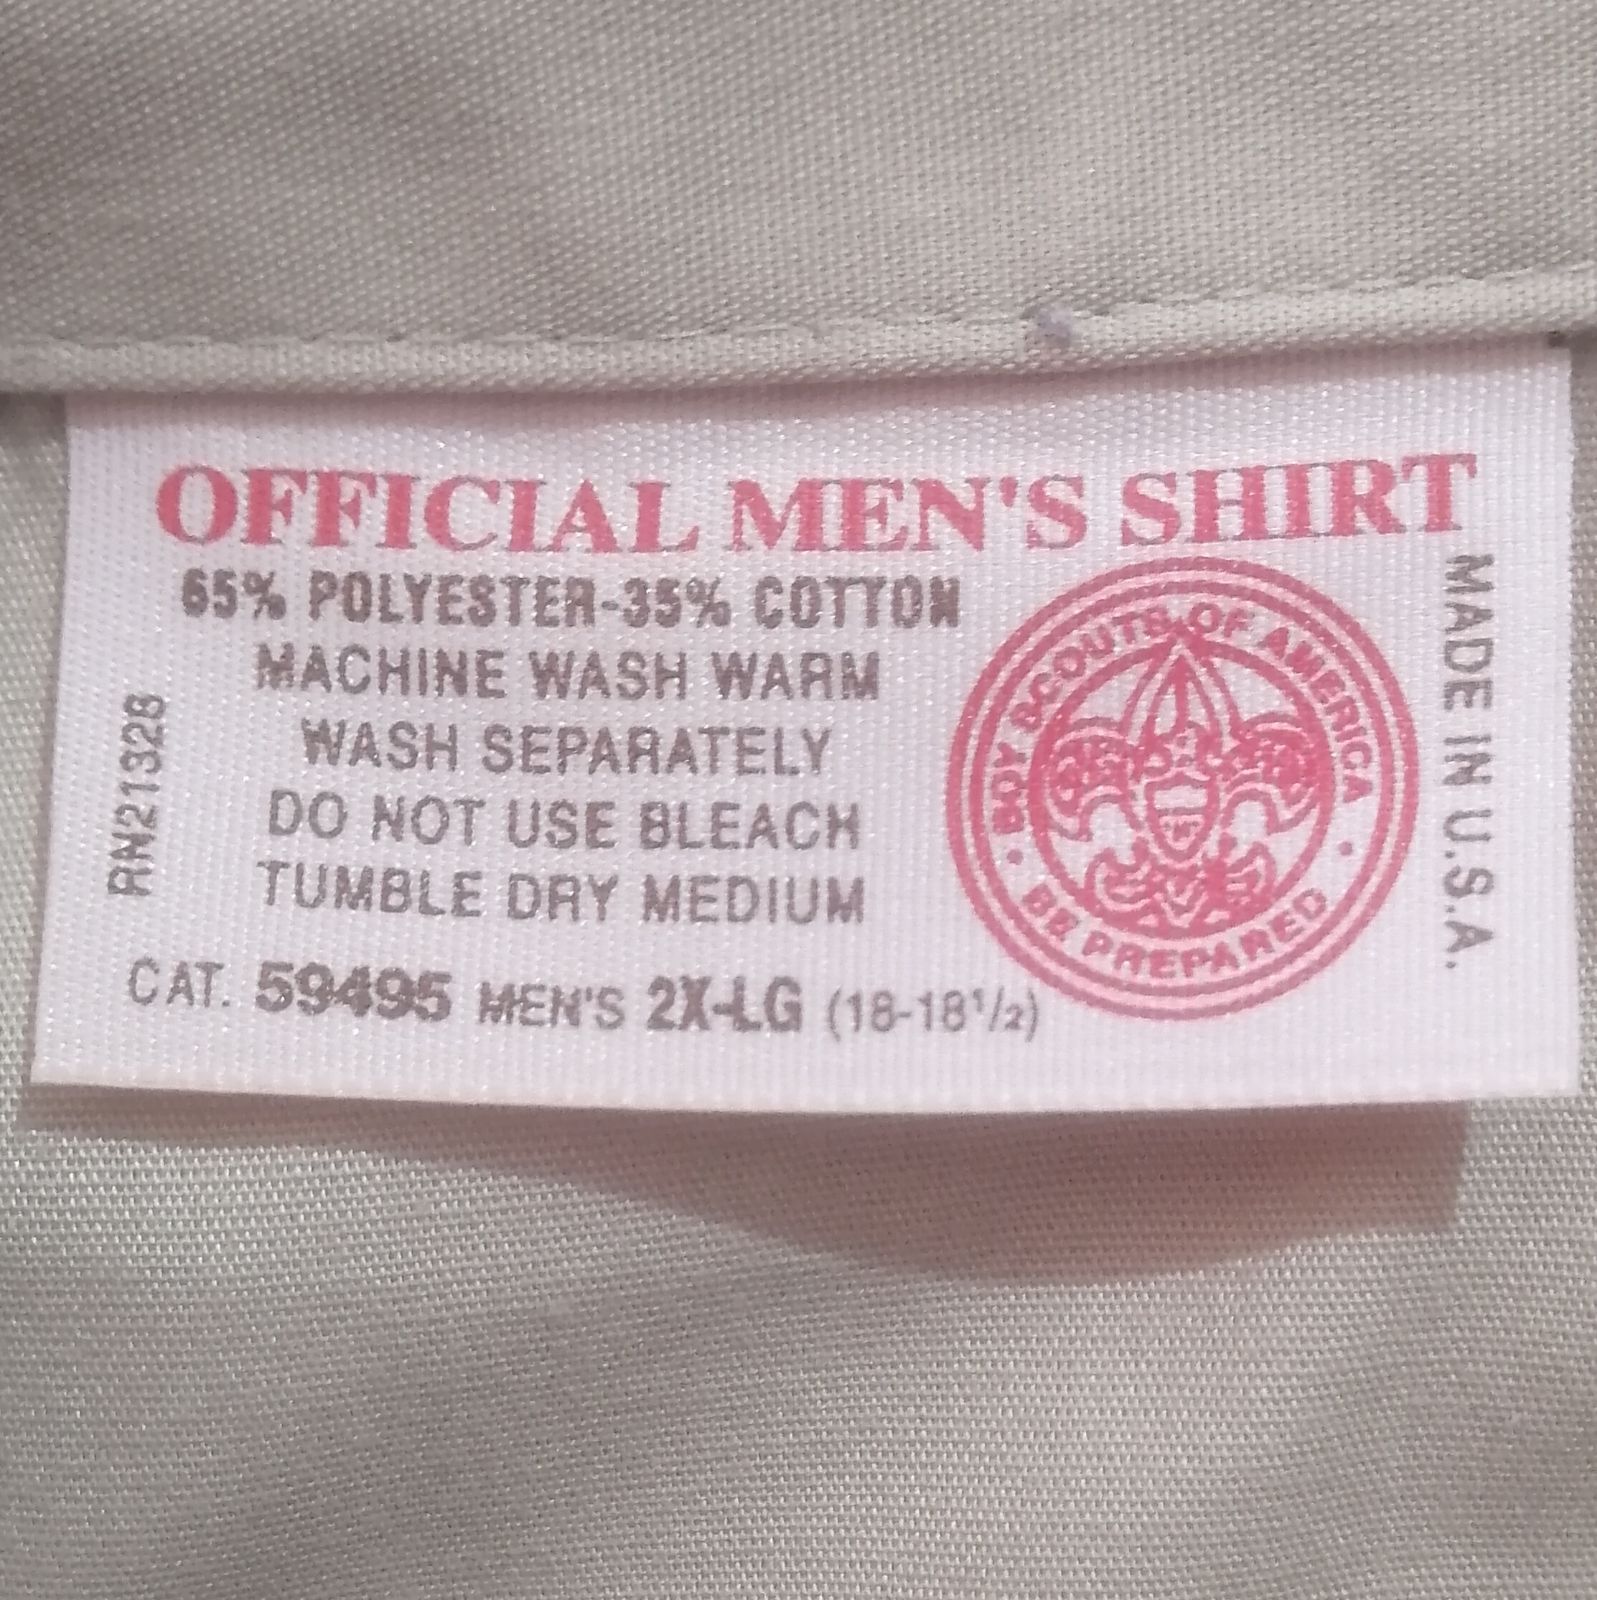 OFFICIAL MEN'S SHIRT
65% POLYESTER-35% COTTON
MACHINE WASH WARM
WASH SEPARATELY
DO NOT USE BLEACH
TUMBLE DRY MEDIUM
CAT. 59495 MEN'S 2X-LG (18-18½)
RN21328
BOY SCOUTS OF AMERICA
• BE PREPARED •
MADE IN U.S.A.